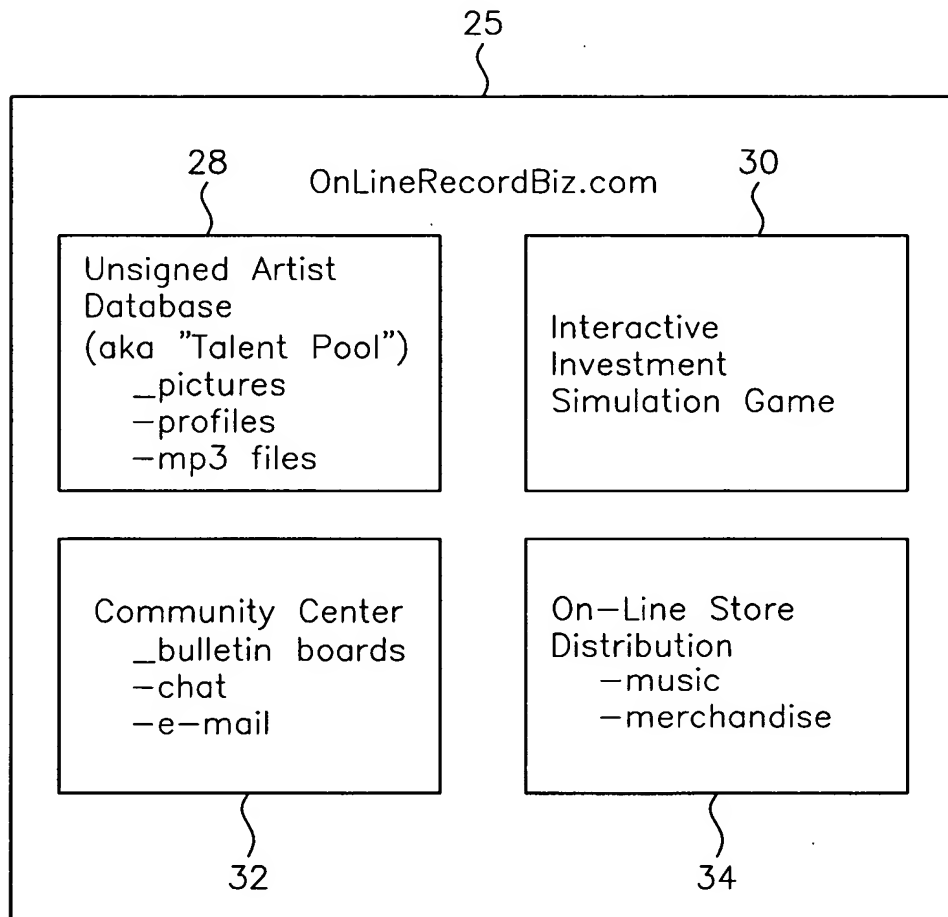 25
28
30
OnLineRecordBiz.com
Unsigned Artist
Database
(aka "Talent Pool")
_pictures
-profiles
-mp3 files
Interactive
Investment
Simulation Game
Community Center
_bulletin boards
-chat
-e-mail
On-Line Store
Distribution
-music
-merchandise
32
34